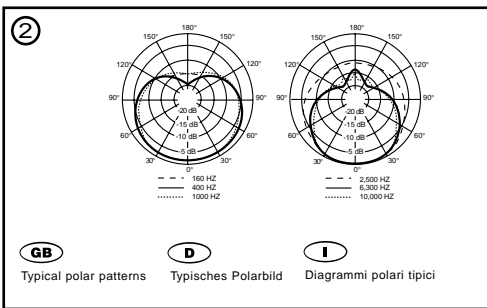 2
180°
150° 150°
120° 120°
90° 90°
60° 60°
30° 30°
0°
-20 dB
-15 dB
-10 dB
-5 dB
160 HZ
400 HZ
1000 HZ
180°
150° 150°
120° 120°
90° 90°
60° 60°
30° 30°
0°
-20 dB
-15 dB
-10 dB
-5 dB
2,500 HZ
6,300 HZ
10,000 HZ
GB D I
Typical polar patterns Typisches Polarbild Diagrammi polari tipici